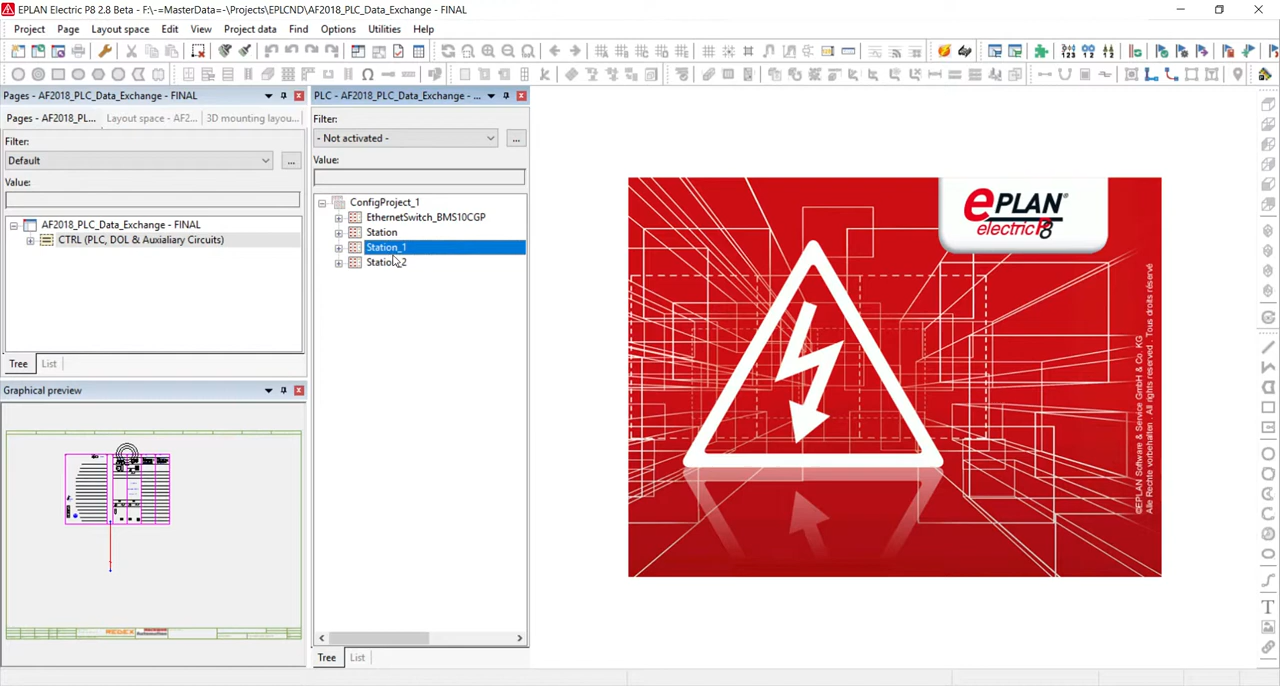 EPLAN Electric P8 2.8 Beta - F:\-=MasterData=-\Projects\EPLCND\AF2018_PLC_Data_Exchange - FINAL
Project Page Layout space Edit View Project data Find Options Utilities Help
Pages - AF2018_PLC_Data_Exchange - FINAL
Pages - AF2018_PL... Layout space - AF2... 3D mounting layou...
Filter:
Default
...
Value:
AF2018_PLC_Data_Exchange - FINAL
CTRL (PLC, DOL & Auxialiary Circuits)
Tree List
Graphical preview
PLC - AF2018_PLC_Data_Exchange - ...
Filter:
- Not activated -
...
Value:
ConfigProject_1
EthernetSwitch_BMS10CGP
Station
Station_1
Station_2
Tree List
ePLAN®
electric P8
©EPLAN Software & Service GmbH & Co. KG
Alle Rechte vorbehalten . All rights reserved . Tous droits réservé